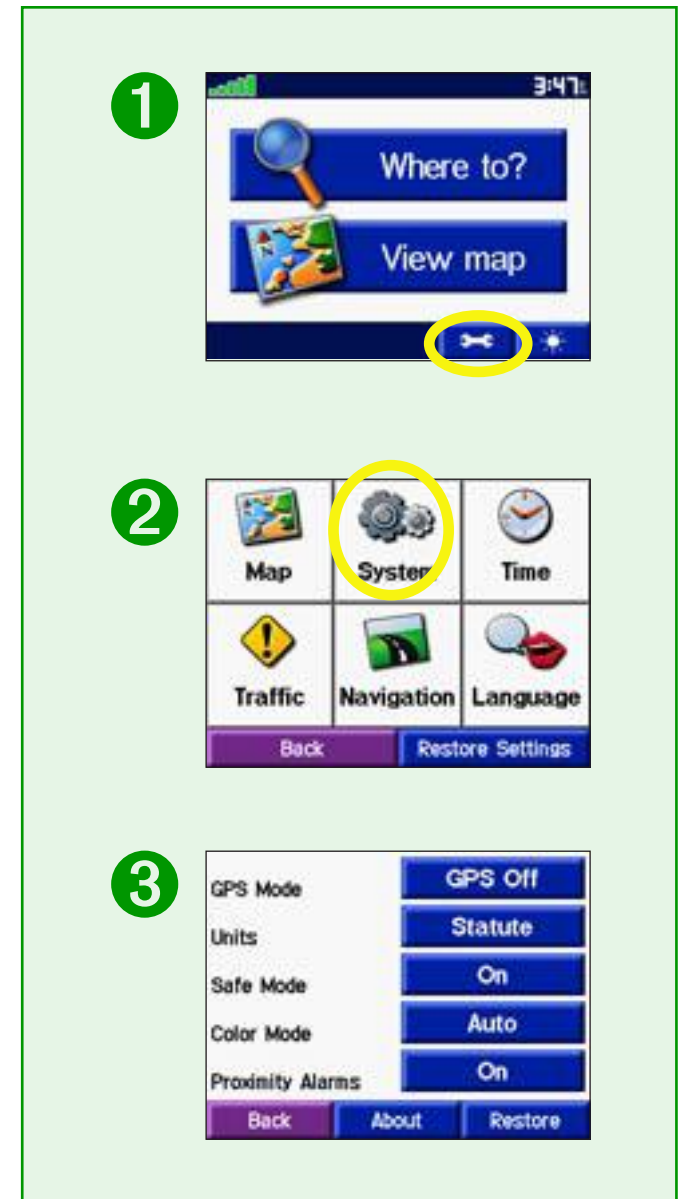 1
3:47
Where to?
N
View map
2
Map System Time
Traffic Navigation Language
Back Restore Settings
3
GPS Mode GPS Off
Units Statute
Safe Mode On
Color Mode Auto
Proximity Alarms On
Back About Restore